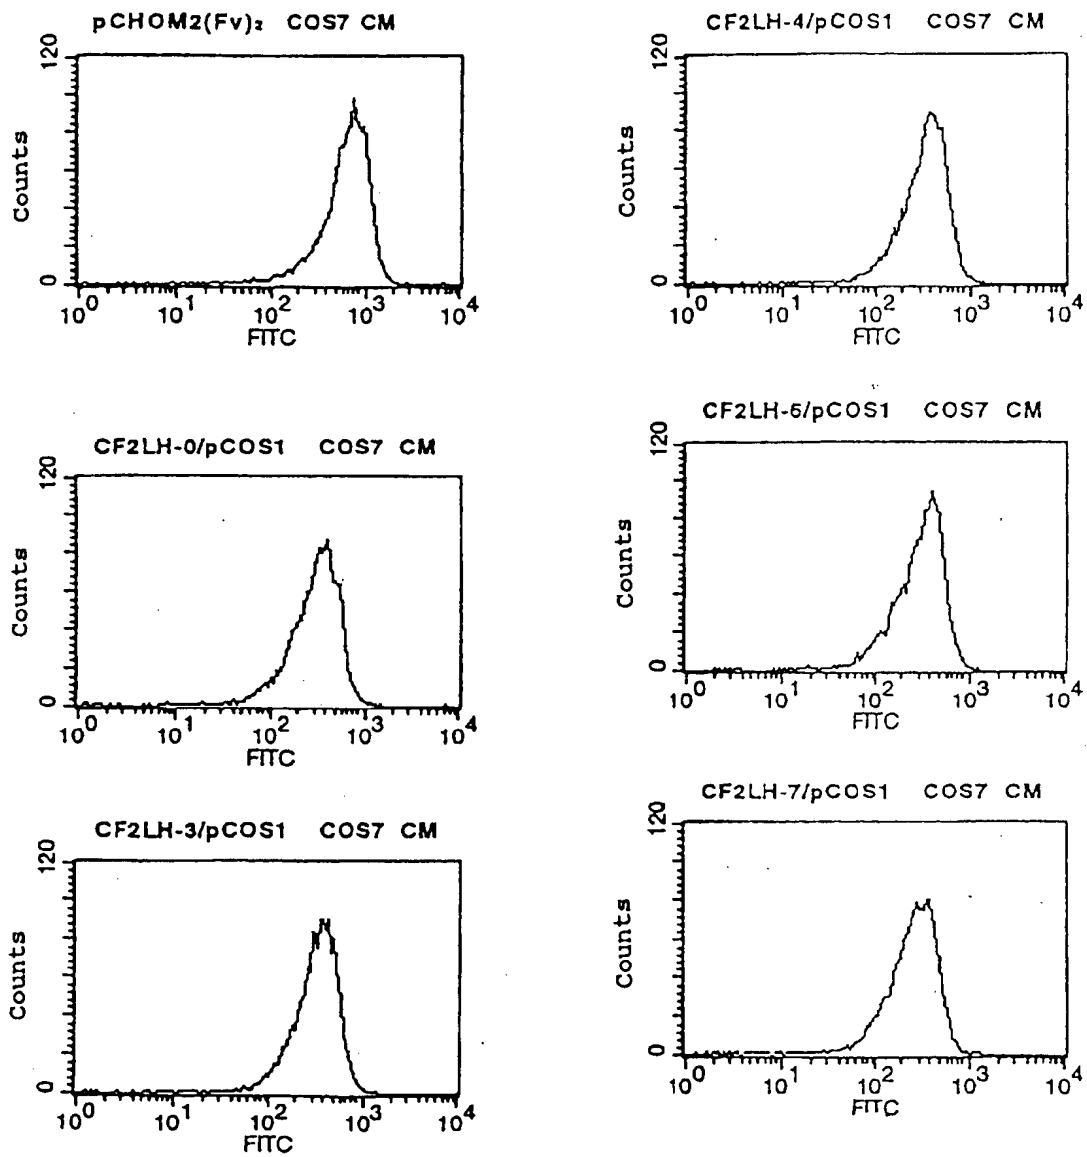 pCHOM2(Fv)₂ COS7 CM
120
Counts
0
10⁰ 10¹ 10² 10³ 10⁴
FITC
CF2LH-0/pCOS1 COS7 CM
120
Counts
0
10⁰ 10¹ 10² 10³ 10⁴
FITC
CF2LH-3/pCOS1 COS7 CM
120
Counts
0
10⁰ 10¹ 10² 10³ 10⁴
FITC
CF2LH-4/pCOS1 COS7 CM
120
Counts
0
10⁰ 10¹ 10² 10³ 10⁴
FITC
CF2LH-6/pCOS1 COS7 CM
120
Counts
0
10⁰ 10¹ 10² 10³ 10⁴
FITC
CF2LH-7/pCOS1 COS7 CM
120
Counts
0
10⁰ 10¹ 10² 10³ 10⁴
FITC